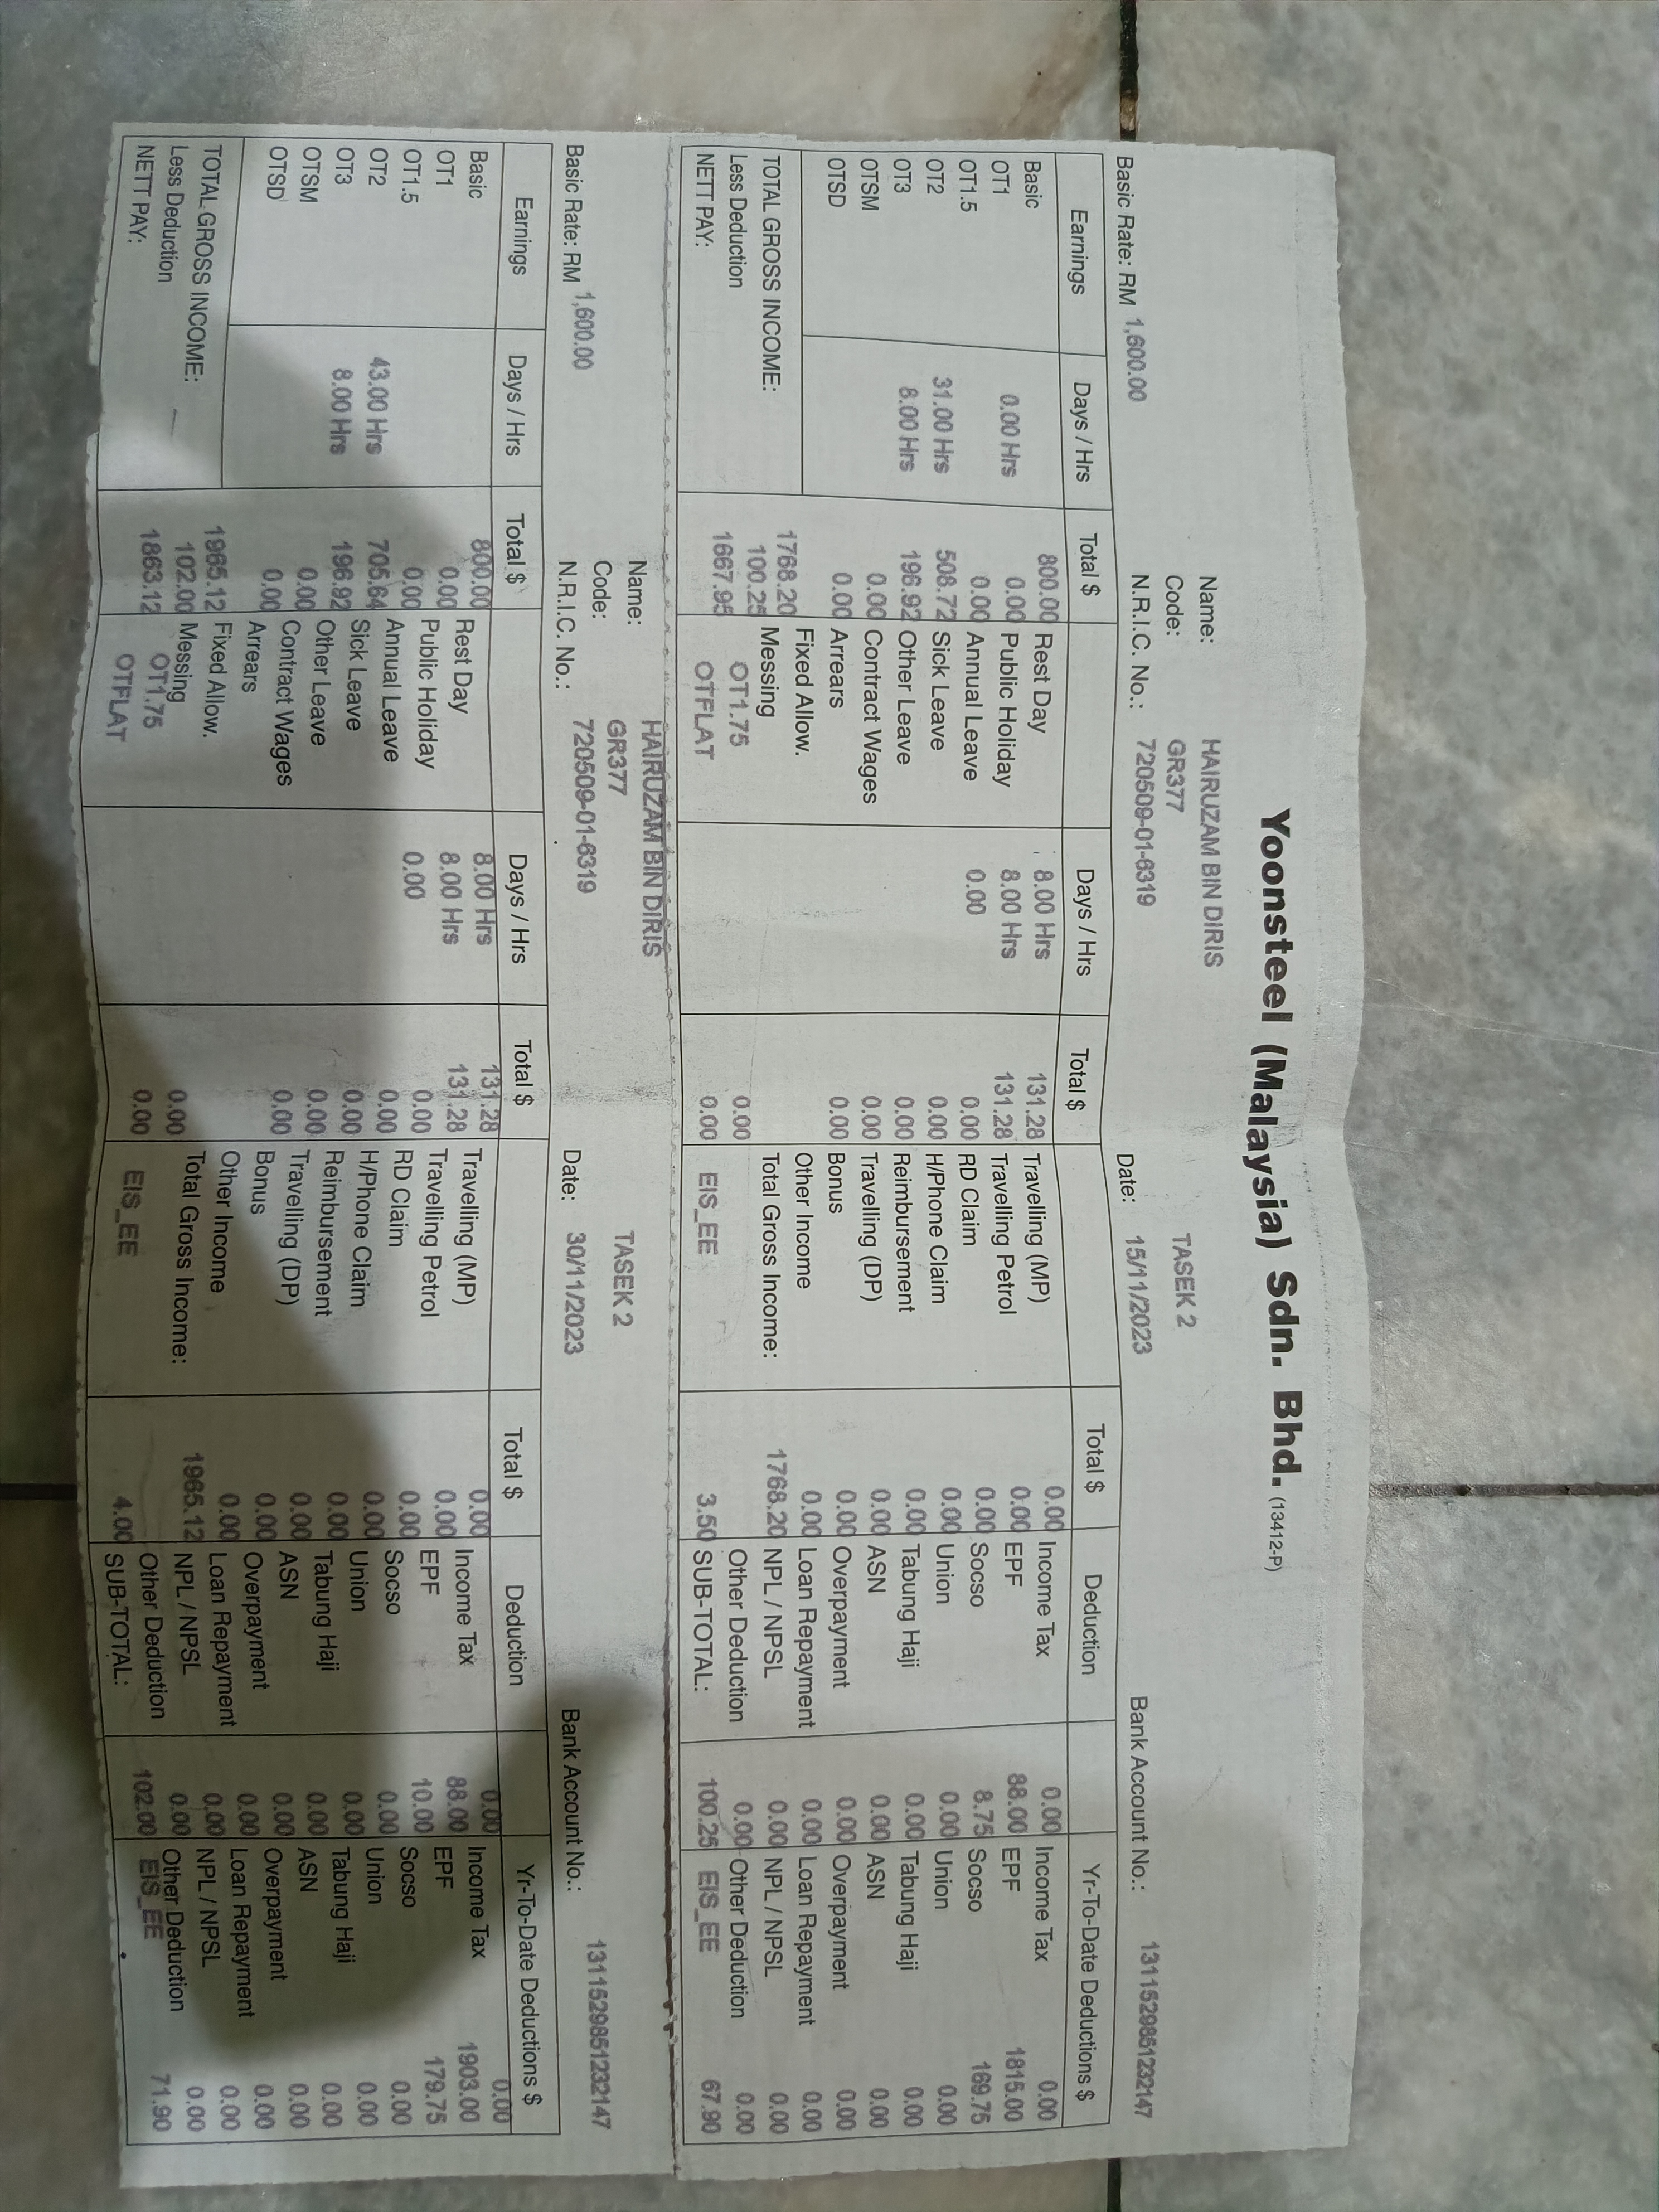 Yoonsteel (Malaysia) Sdn. Bhd. (13412-P)
Name: HAIRUZAM BIN DIRIS
Code: GR377 TASEK 2
Basic Rate: RM 1,600.00 N.R.I.C. No.: 720509-01-6319 Date: 15/11/2023 Bank Account No.: 1311529851232147
Earnings Days / Hrs Total $ Days / Hrs Total $ Total $ Deduction Yr-To-Date Deductions $
Basic 800.00 Rest Day 8.00 Hrs 131.28 Travelling (MP) 0.00 Income Tax 0.00 Income Tax 0.00
OT1 0.00 Hrs 0.00 Public Holiday 8.00 Hrs 131.28 Travelling Petrol 0.00 EPF 88.00 EPF 1815.00
OT1.5 0.00 Annual Leave 0.00 0.00 RD Claim 0.00 Socso 8.75 Socso 169.75
OT2 31.00 Hrs 508.72 Sick Leave 0.00 H/Phone Claim 0.00 Union 0.00 Union 0.00
OT3 8.00 Hrs 196.92 Other Leave 0.00 Reimbursement 0.00 Tabung Haji 0.00 Tabung Haji 0.00
OTSM 0.00 Contract Wages 0.00 Travelling (DP) 0.00 ASN 0.00 ASN 0.00
OTSD 0.00 Arrears 0.00 Bonus 0.00 Overpayment 0.00 Overpayment 0.00
Fixed Allow. Other Income 0.00 Loan Repayment 0.00 Loan Repayment 0.00
TOTAL GROSS INCOME: 1768.20 Messing Total Gross Income: 1768.20 NPL / NPSL 0.00 NPL / NPSL 0.00
Less Deduction 100.25 OT1.75 0.00 Other Deduction 0.00 Other Deduction 0.00
NETT PAY: 1667.95 OTFLAT 0.00 EIS_EE 3.50 SUB-TOTAL: 100.25 EIS_EE 67.90
Name: HAIRUZAM BIN DIRIS
Code: GR377 TASEK 2
Basic Rate: RM 1,600.00 N.R.I.C. No.: 720509-01-6319 Date: 30/11/2023 Bank Account No.: 1311529851232147
Earnings Days / Hrs Total $ Days / Hrs Total $ Total $ Deduction Yr-To-Date Deductions $
Basic 800.00 Rest Day 8.00 Hrs 131.28 Travelling (MP) 0.00 Income Tax 0.00 Income Tax 0.00
OT1 0.00 Public Holiday 8.00 Hrs 131.28 Travelling Petrol 0.00 EPF 88.00 EPF 1903.00
OT1.5 0.00 Annual Leave 0.00 0.00 RD Claim 0.00 Socso 10.00 Socso 179.75
OT2 43.00 Hrs 705.64 Sick Leave 0.00 H/Phone Claim 0.00 Union 0.00 Union 0.00
OT3 8.00 Hrs 196.92 Other Leave 0.00 Reimbursement 0.00 Tabung Haji 0.00 Tabung Haji 0.00
OTSM 0.00 Contract Wages 0.00 Travelling (DP) 0.00 ASN 0.00 ASN 0.00
OTSD 0.00 Arrears 0.00 Bonus 0.00 Overpayment 0.00 Overpayment 0.00
Fixed Allow. Other Income 0.00 Loan Repayment 0.00 Loan Repayment 0.00
TOTAL GROSS INCOME: 1965.12 Messing Total Gross Income: 1965.12 NPL / NPSL 0.00 NPL / NPSL 0.00
Less Deduction 102.00 OT1.75 0.00 Other Deduction 0.00 Other Deduction 0.00
NETT PAY: 1863.12 OTFLAT 0.00 EIS_EE 4.00 SUB-TOTAL: 102.00 EIS_EE 71.90